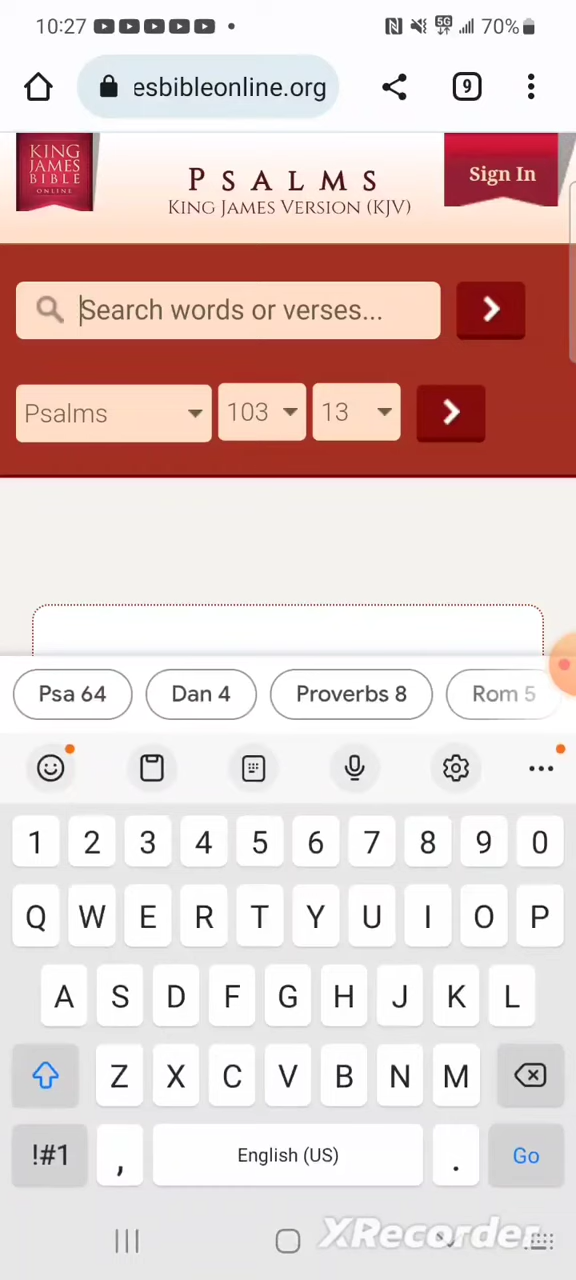 10:27
5G
70%
esbibleonline.org
9
KING
JAMES
BIBLE
ONLINE
PSALMS
KING JAMES VERSION (KJV)
Sign In
Search words or verses...
Psalms 103 13
Psa 64 Dan 4 Proverbs 8 Rom 5
1 2 3 4 5 6 7 8 9 0
Q W E R T Y U I O P
A S D F G H J K L
Z X C V B N M
!#1 , English (US) . Go
XRecorder